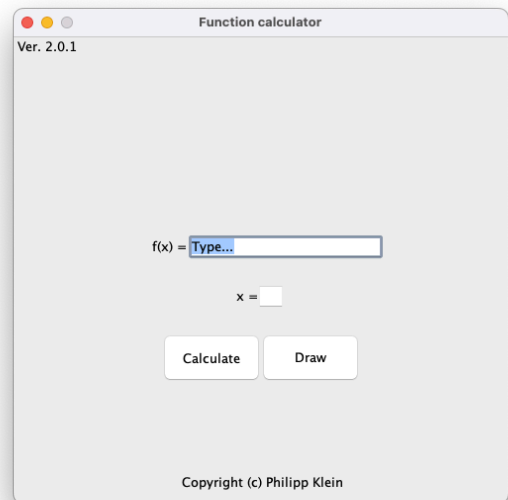 Function calculator
Ver. 2.0.1
f(x) = Type...
x =
Calculate Draw
Copyright (c) Philipp Klein